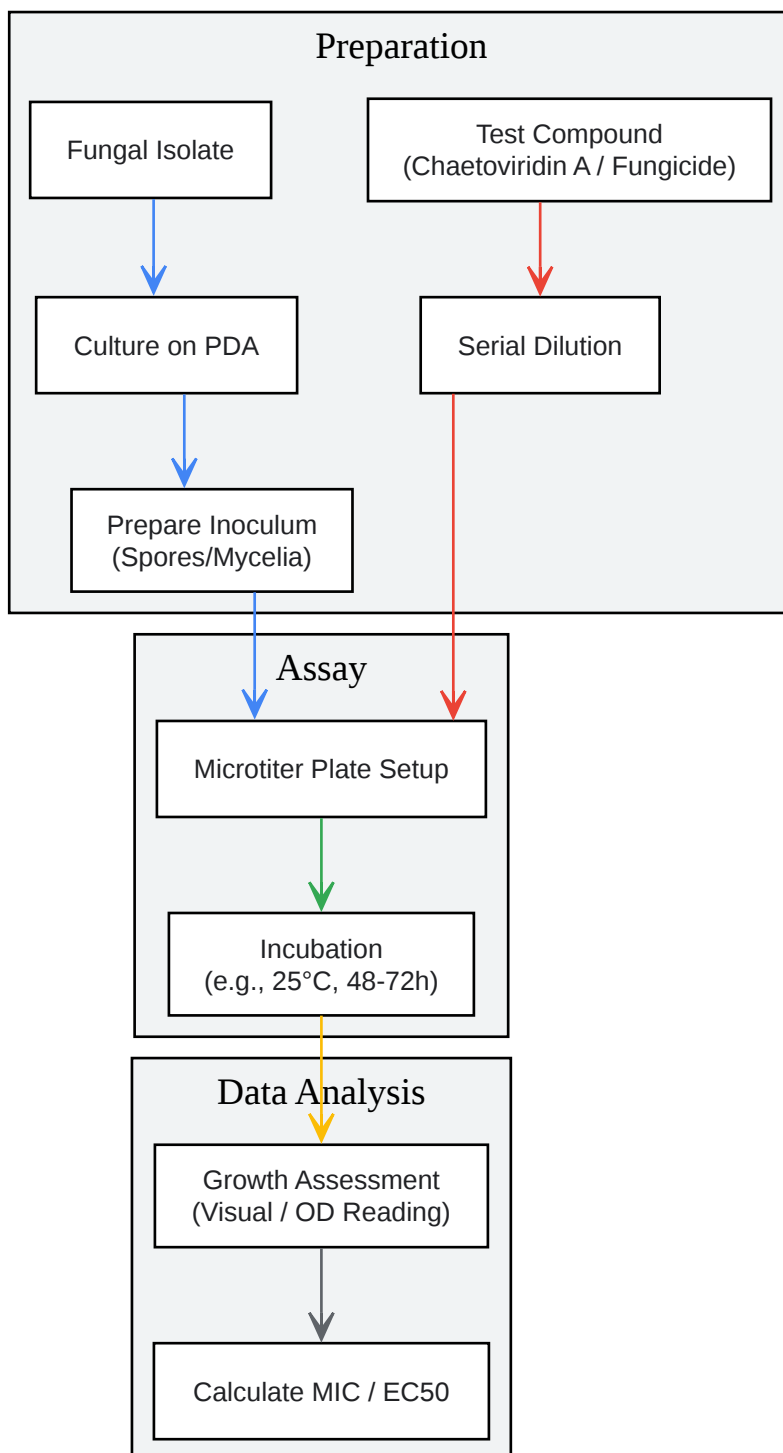 Preparation
Fungal Isolate
Test Compound
(Chaetoviridin A / Fungicide)
Culture on PDA
Serial Dilution
Prepare Inoculum
(Spores/Mycelia)
Assay
Microtiter Plate Setup
Incubation
(e.g., 25°C, 48-72h)
Data Analysis
Growth Assessment
(Visual / OD Reading)
Calculate MIC / EC50